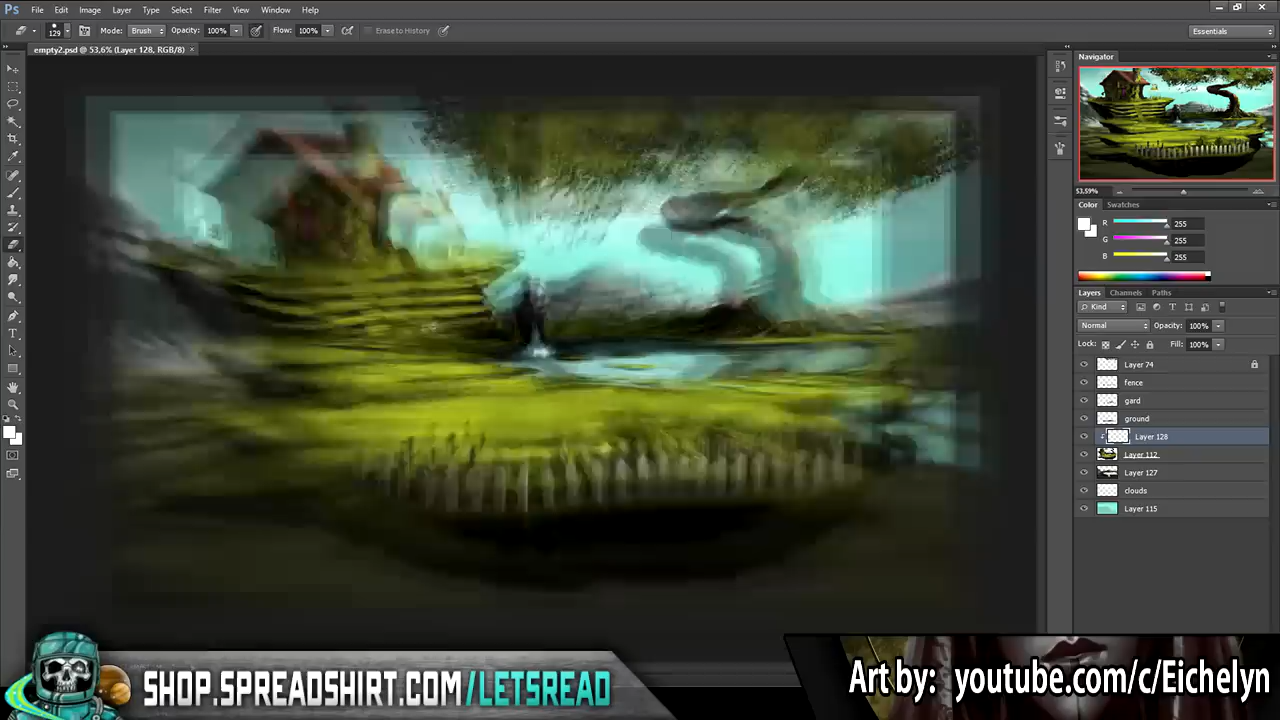 Ps File Edit Image Layer Type Select Filter View Window Help
129 Mode: Brush Opacity: 100% Flow: 100% Erase to History Essentials
empty2.psd @ 53,6% (Layer 128, RGB/8) ×
Navigator
53.59%
Color Swatches
R 255
G 255
B 255
Layers Channels Paths
Kind
Normal Opacity: 100%
Lock: Fill: 100%
Layer 74
fence
gard
ground
Layer 128
Layer 112
Layer 127
clouds
Layer 115
SHOP.SPREADSHIRT.COM/LETSREAD
Art by: youtube.com/c/Eichelyn